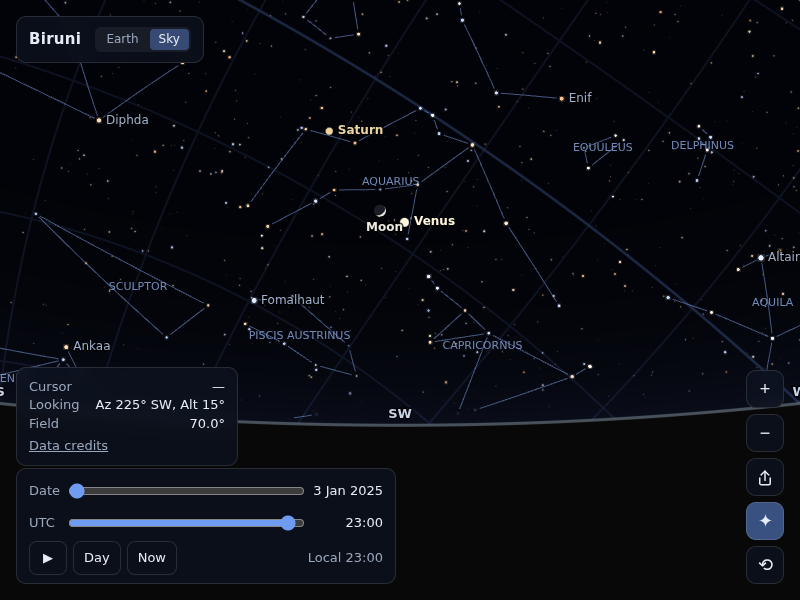 Biruni Earth Sky
Enif
Diphda
Saturn
EQUULEUS
DELPHINUS
AQUARIUS
Moon Venus
Altair
SCULPTOR
Fomalhaut
AQUILA
PISCIS AUSTRINUS
CAPRICORNUS
Ankaa
S
SW
W
Cursor —
Looking Az 225° SW, Alt 15°
Field 70.0°
Data credits
Date 3 Jan 2025
UTC 23:00
▶ Day Now Local 23:00
+
−